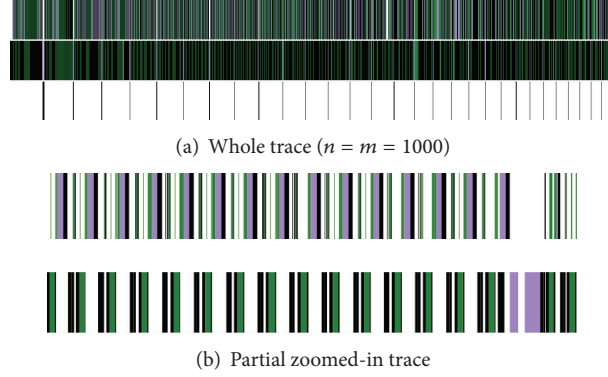 (a) Whole trace (n = m = 1000)
(b) Partial zoomed-in trace